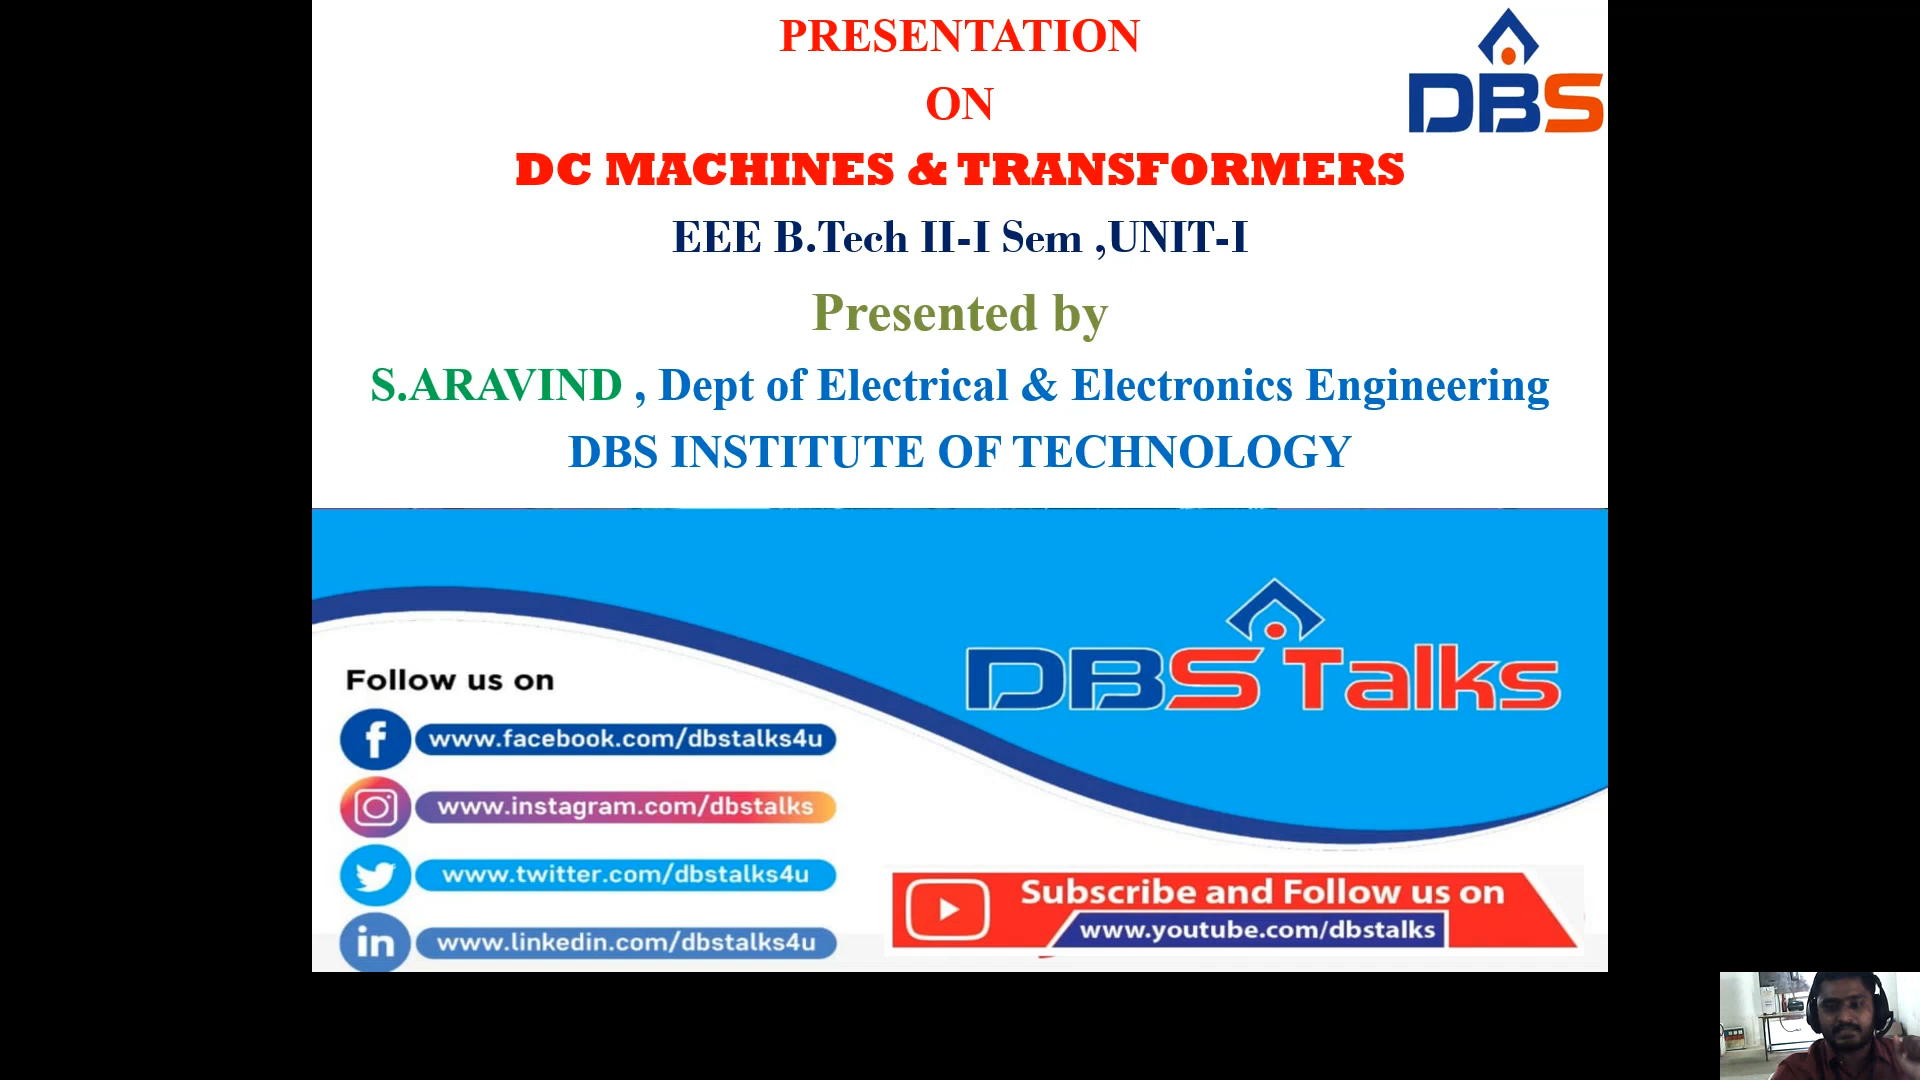 PRESENTATION
ON
DC MACHINES & TRANSFORMERS
EEE B.Tech II-I Sem ,UNIT-I
Presented by
S.ARAVIND , Dept of Electrical & Electronics Engineering
DBS INSTITUTE OF TECHNOLOGY
DBS
DBS Talks
Follow us on
www.facebook.com/dbstalks4u
www.instagram.com/dbstalks
www.twitter.com/dbstalks4u
www.linkedin.com/dbstalks4u
Subscribe and Follow us on
www.youtube.com/dbstalks